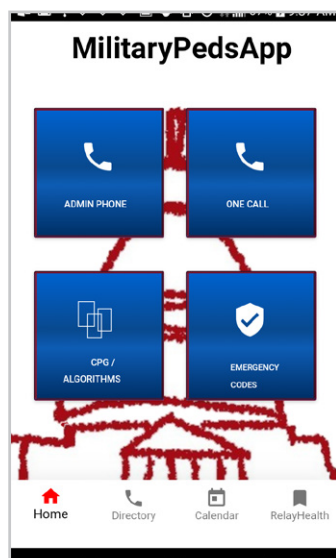 MilitaryPedsApp
ADMIN PHONE
ONE CALL
CPG /
ALGORITHMS
EMERGENCY
CODES
Home
Directory
Calendar
RelayHealth